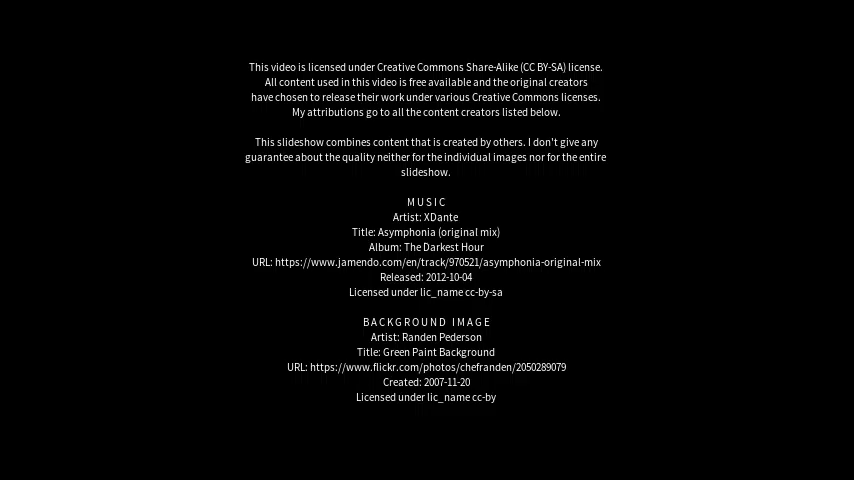 This video is licensed under Creative Commons Share-Alike (CC BY-SA) license.
All content used in this video is free available and the original creators
have chosen to release their work under various Creative Commons licenses.
My attributions go to all the content creators listed below.
This slideshow combines content that is created by others. I don't give any
guarantee about the quality neither for the individual images nor for the entire
slideshow.
M U S I C
Artist: XDante
Title: Asymphonia (original mix)
Album: The Darkest Hour
URL: https://www.jamendo.com/en/track/970521/asymphonia-original-mix
Released: 2012-10-04
Licensed under lic_name cc-by-sa
B A C K G R O U N D   I M A G E
Artist: Randen Pederson
Title: Green Paint Background
URL: https://www.flickr.com/photos/chefranden/2050289079
Created: 2007-11-20
Licensed under lic_name cc-by